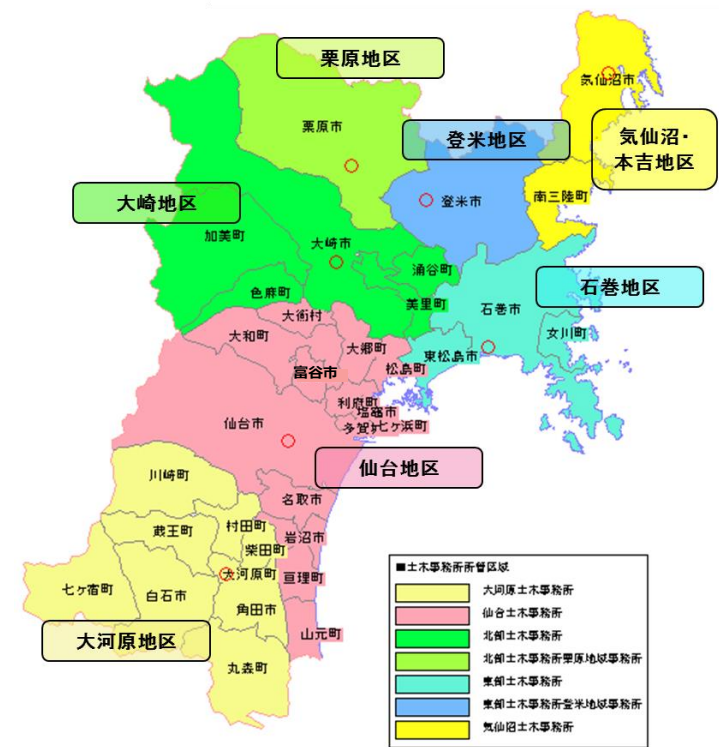 栗原地区
気仙沼市
栗原市
登米地区
気仙沼・
本吉地区
大崎地区
登米市
南三陸町
加美町
大崎市
涌谷町
石巻地区
色麻町
美里町
石巻市
大衡村
女川町
大和町
大郷町
東松島市
松島町
富谷市
利府町
塩竈市
仙台市
多賀
七ヶ浜町
仙台地区
川崎町
名取市
蔵王町
村田町
岩沼市
柴田町
大河原町
亘理町
七ヶ宿町
白石市
角田市
山元町
大河原地区
丸森町
■土木事務所所管区域
大河原土木事務所
仙台土木事務所
北部土木事務所
北部土木事務所栗原地域事務所
東部土木事務所
東部土木事務所登米地域事務所
気仙沼土木事務所